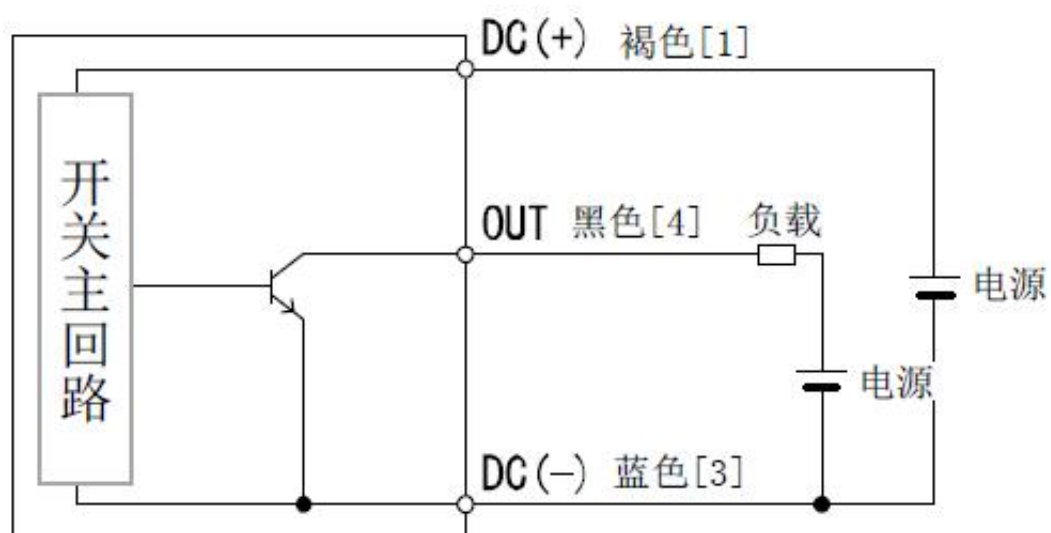 DC(+) 褐色[1]
开关主回路
OUT 黑色[4] 负载
电源
电源
DC(—) 蓝色[3]